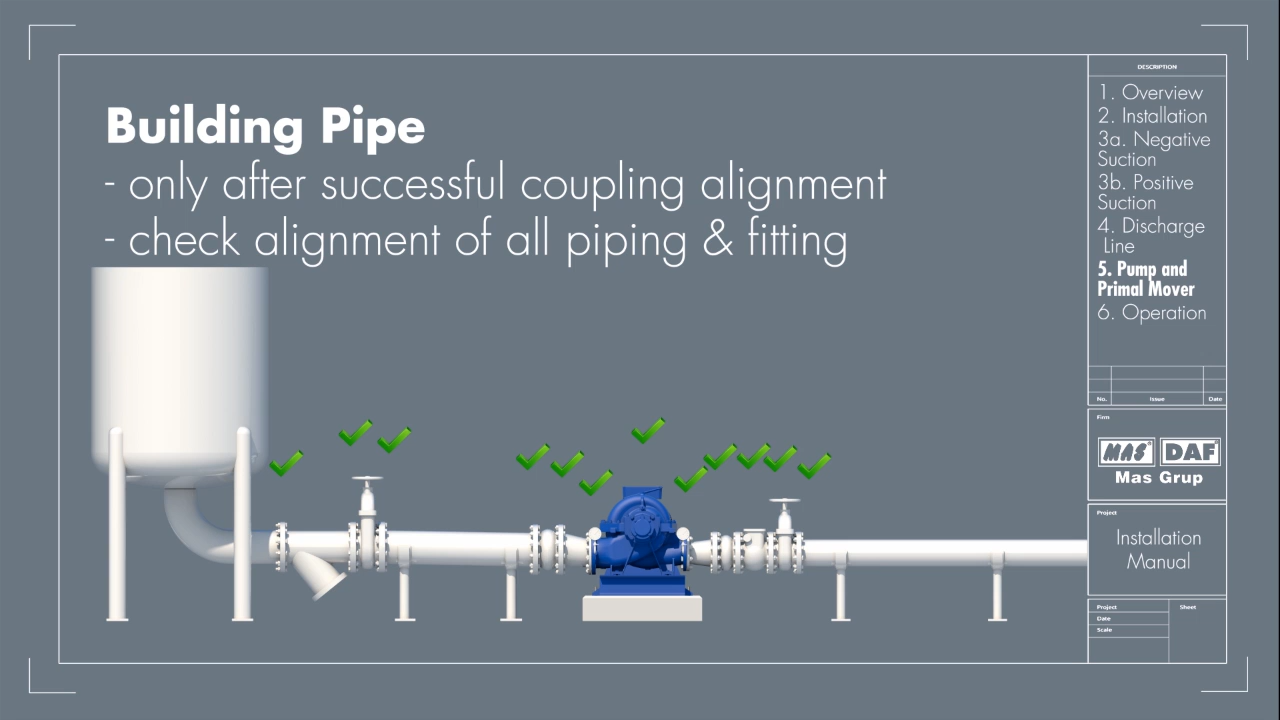 Building Pipe
- only after successful coupling alignment
- check alignment of all piping & fitting
DESCRIPTION
1. Overview
2. Installation
3a. Negative
Suction
3b. Positive
Suction
4. Discharge
Line
5. Pump and
Primal Mover
6. Operation
No. Issue Date
Firm
MAS DAF
Mas Grup
Project
Installation
Manual
Project Sheet
Date
Scale